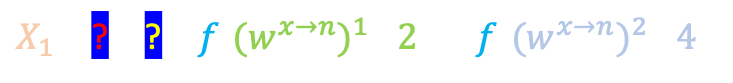 X₁ ? ? f (w^{x→n})¹ 2 f (w^{x→n})² 4